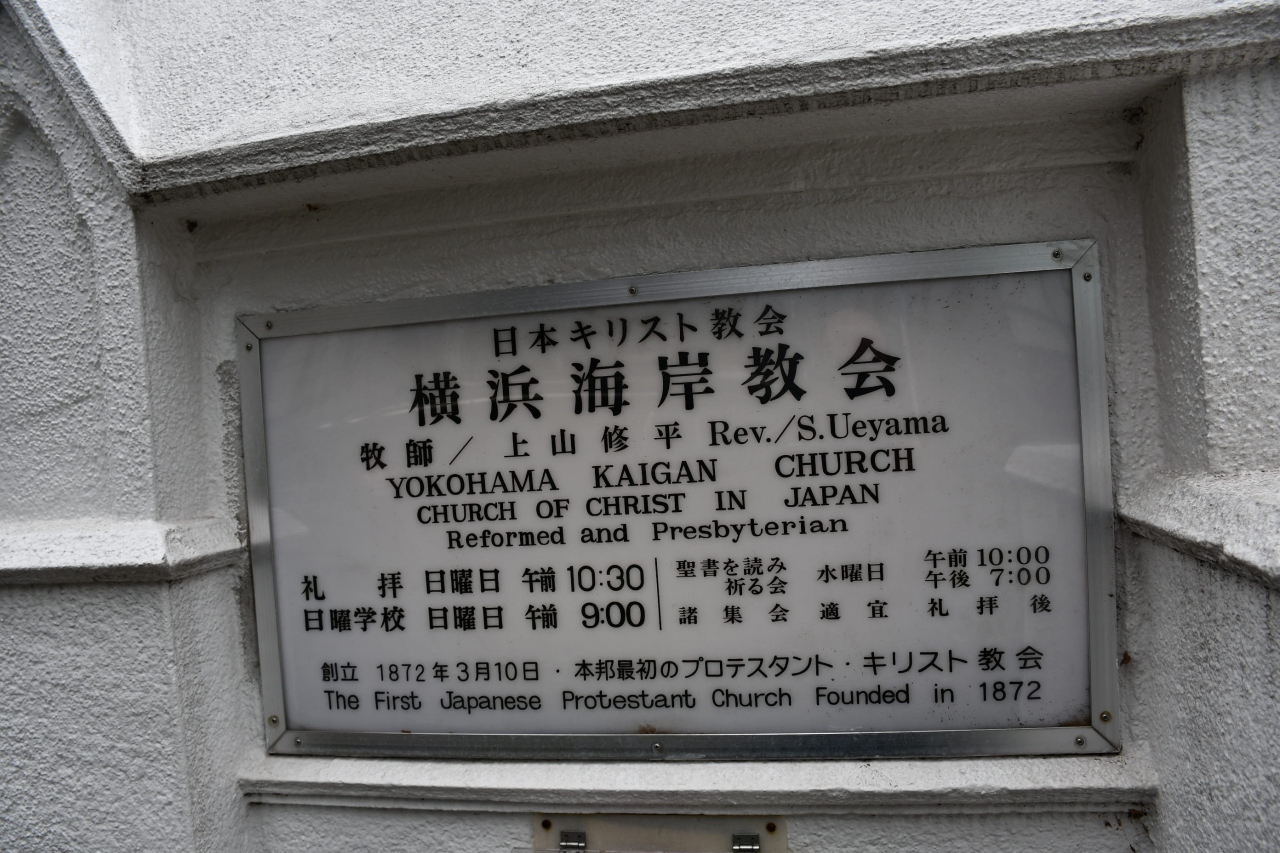 日本キリスト教会
横浜海岸教会
牧師／上山修平 Rev./S.Ueyama
YOKOHAMA KAIGAN CHURCH
CHURCH OF CHRIST IN JAPAN
Reformed and Presbyterian
礼拝 日曜日 午前 10:30
日曜学校 日曜日 午前 9:00
聖書を読み
祈る会 水曜日 午前 10:00
午後 7:00
諸集会 適宜 礼拝後
創立 1872年3月10日・本邦最初のプロテスタント・キリスト教会
The First Japanese Protestant Church Founded in 1872